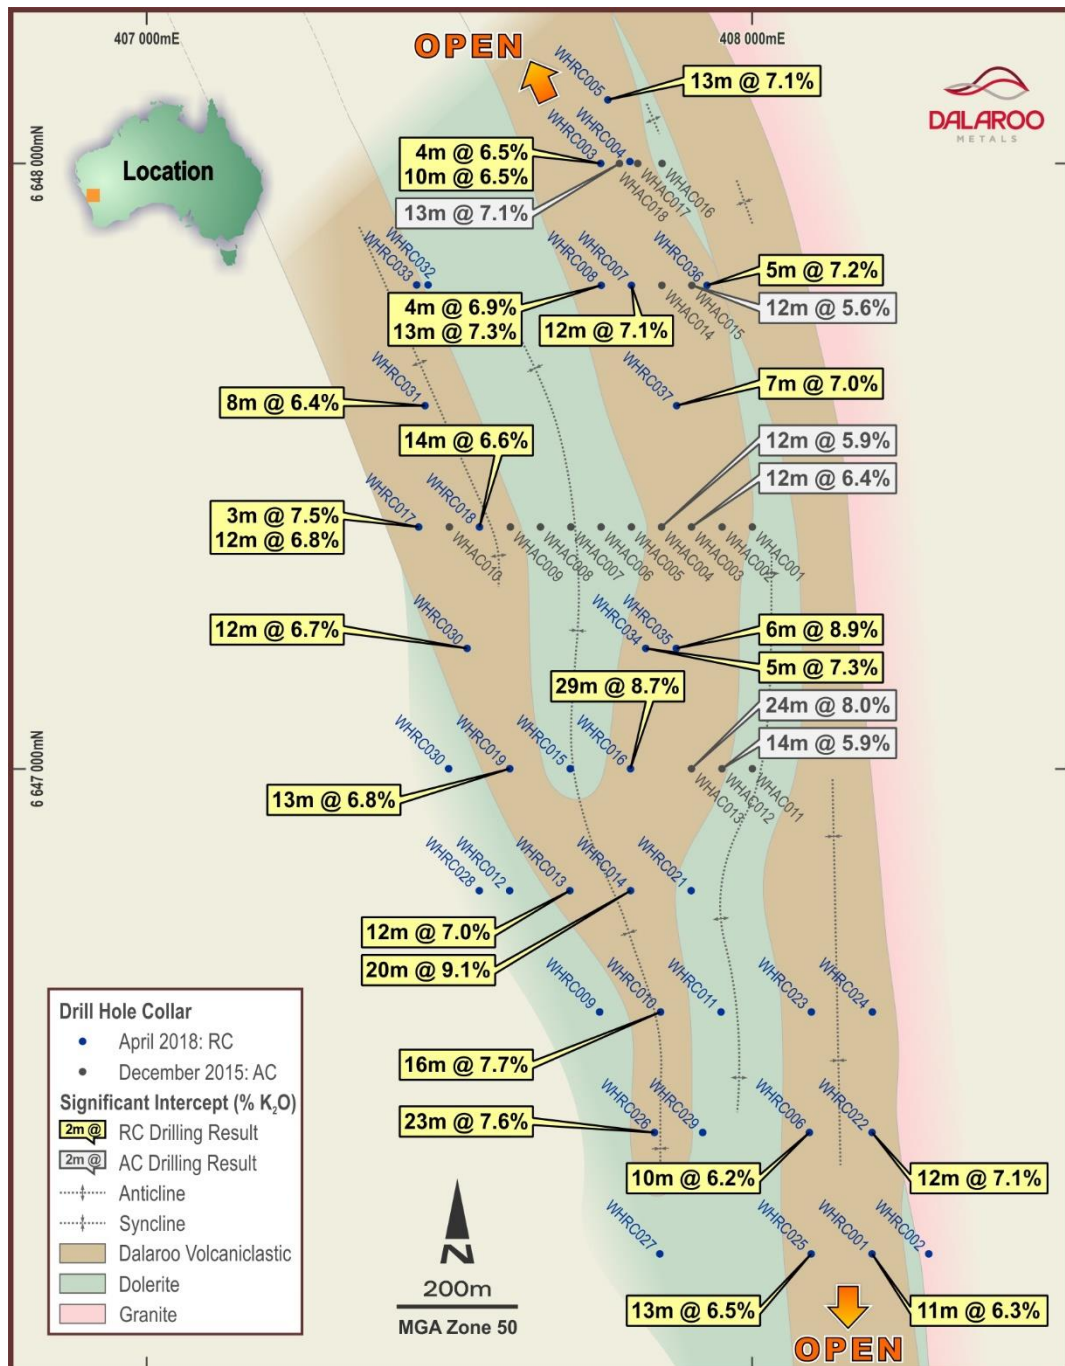 407 000mE
408 000mE
OPEN
WHRC005
13m @ 7.1%
DALAROO
METALS
6 648 000mN
Location
4m @ 6.5%
10m @ 6.5%
WHRC003
WHRC004
WHAC018
WHAC017
WHAC016
13m @ 7.1%
WHRC033
WHRC032
WHRC008
WHRC007
WHRC036
5m @ 7.2%
12m @ 5.6%
4m @ 6.9%
13m @ 7.3%
12m @ 7.1%
WHAC014
WHAC015
WHRC031
WHRC037
7m @ 7.0%
8m @ 6.4%
14m @ 6.6%
12m @ 5.9%
12m @ 6.4%
3m @ 7.5%
12m @ 6.8%
WHRC017
WHRC018
WHAC010
WHAC009
WHAC008
WHAC007
WHAC006
WHAC005
WHAC004
WHAC003
WHAC002
WHAC001
12m @ 6.7%
WHRC030
WHRC034
WHRC035
6m @ 8.9%
5m @ 7.3%
29m @ 8.7%
24m @ 8.0%
14m @ 5.9%
6 647 000mN
WHRC030
WHRC019
WHRC015
WHRC016
WHAC013
WHAC012
WHAC011
13m @ 6.8%
WHRC028
WHRC012
WHRC013
WHRC014
WHRC021
12m @ 7.0%
20m @ 9.1%
WHRC009
WHRC010
WHRC011
WHRC023
WHRC024
16m @ 7.7%
23m @ 7.6%
WHRC026
WHRC029
WHRC006
WHRC022
10m @ 6.2%
12m @ 7.1%
WHRC027
WHRC025
WHRC001
WHRC002
13m @ 6.5%
11m @ 6.3%
OPEN
Drill Hole Collar
April 2018: RC
December 2015: AC
Significant Intercept (% K₂O)
2m @ RC Drilling Result
2m @ AC Drilling Result
Anticline
Syncline
Dalaroo Volcaniclastic
Dolerite
Granite
N
200m
MGA Zone 50